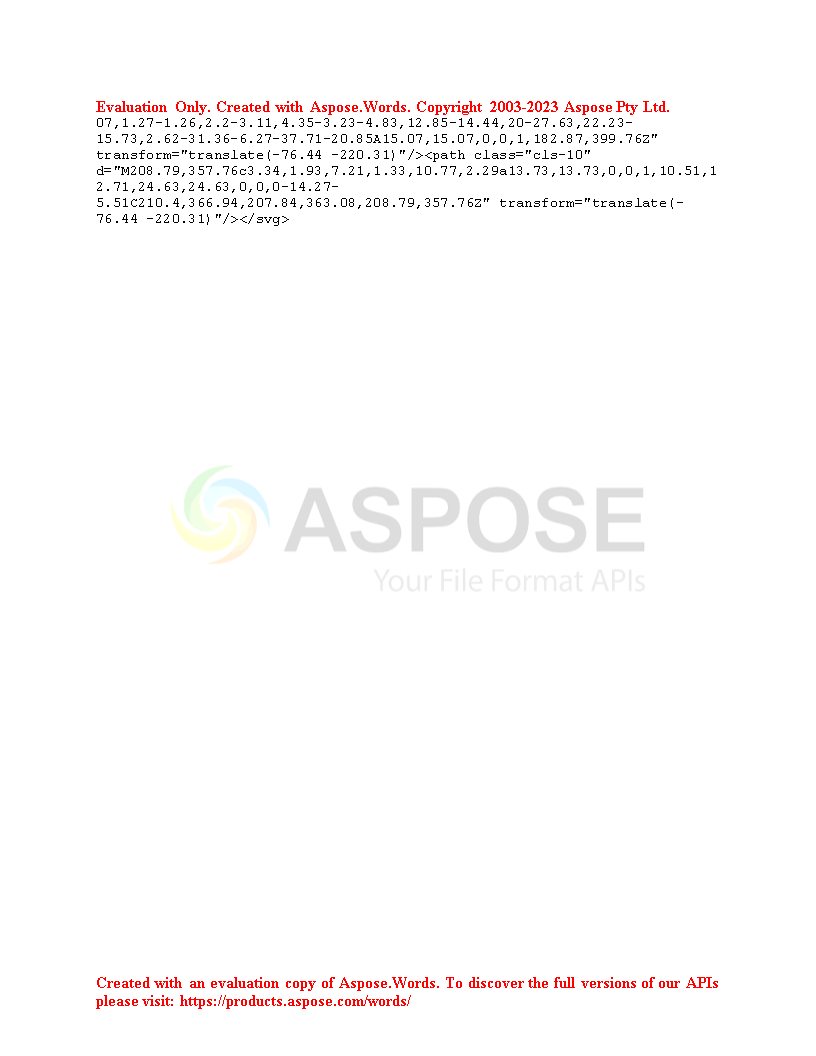 Evaluation Only. Created with Aspose.Words. Copyright 2003-2023 Aspose Pty Ltd.
07,1.27-1.26,2.2-3.11,4.35-3.23-4.83,12.85-14.44,20-27.63,22.23-
15.73,2.62-31.36-6.27-37.71-20.85A15.07,15.07,0,0,1,182.87,399.76Z"
transform="translate(-76.44 -220.31)"/><path class="cls-10"
d="M208.79,357.76c3.34,1.93,7.21,1.33,10.77,2.29a13.73,13.73,0,0,1,10.51,1
2.71,24.63,24.63,0,0,0-14.27-
5.51C210.4,366.94,207.84,363.08,208.79,357.76Z" transform="translate(-
76.44 -220.31)"/></svg>
ASPOSE
Your File Format APIs
Created with an evaluation copy of Aspose.Words. To discover the full versions of our APIs
please visit: https://products.aspose.com/words/